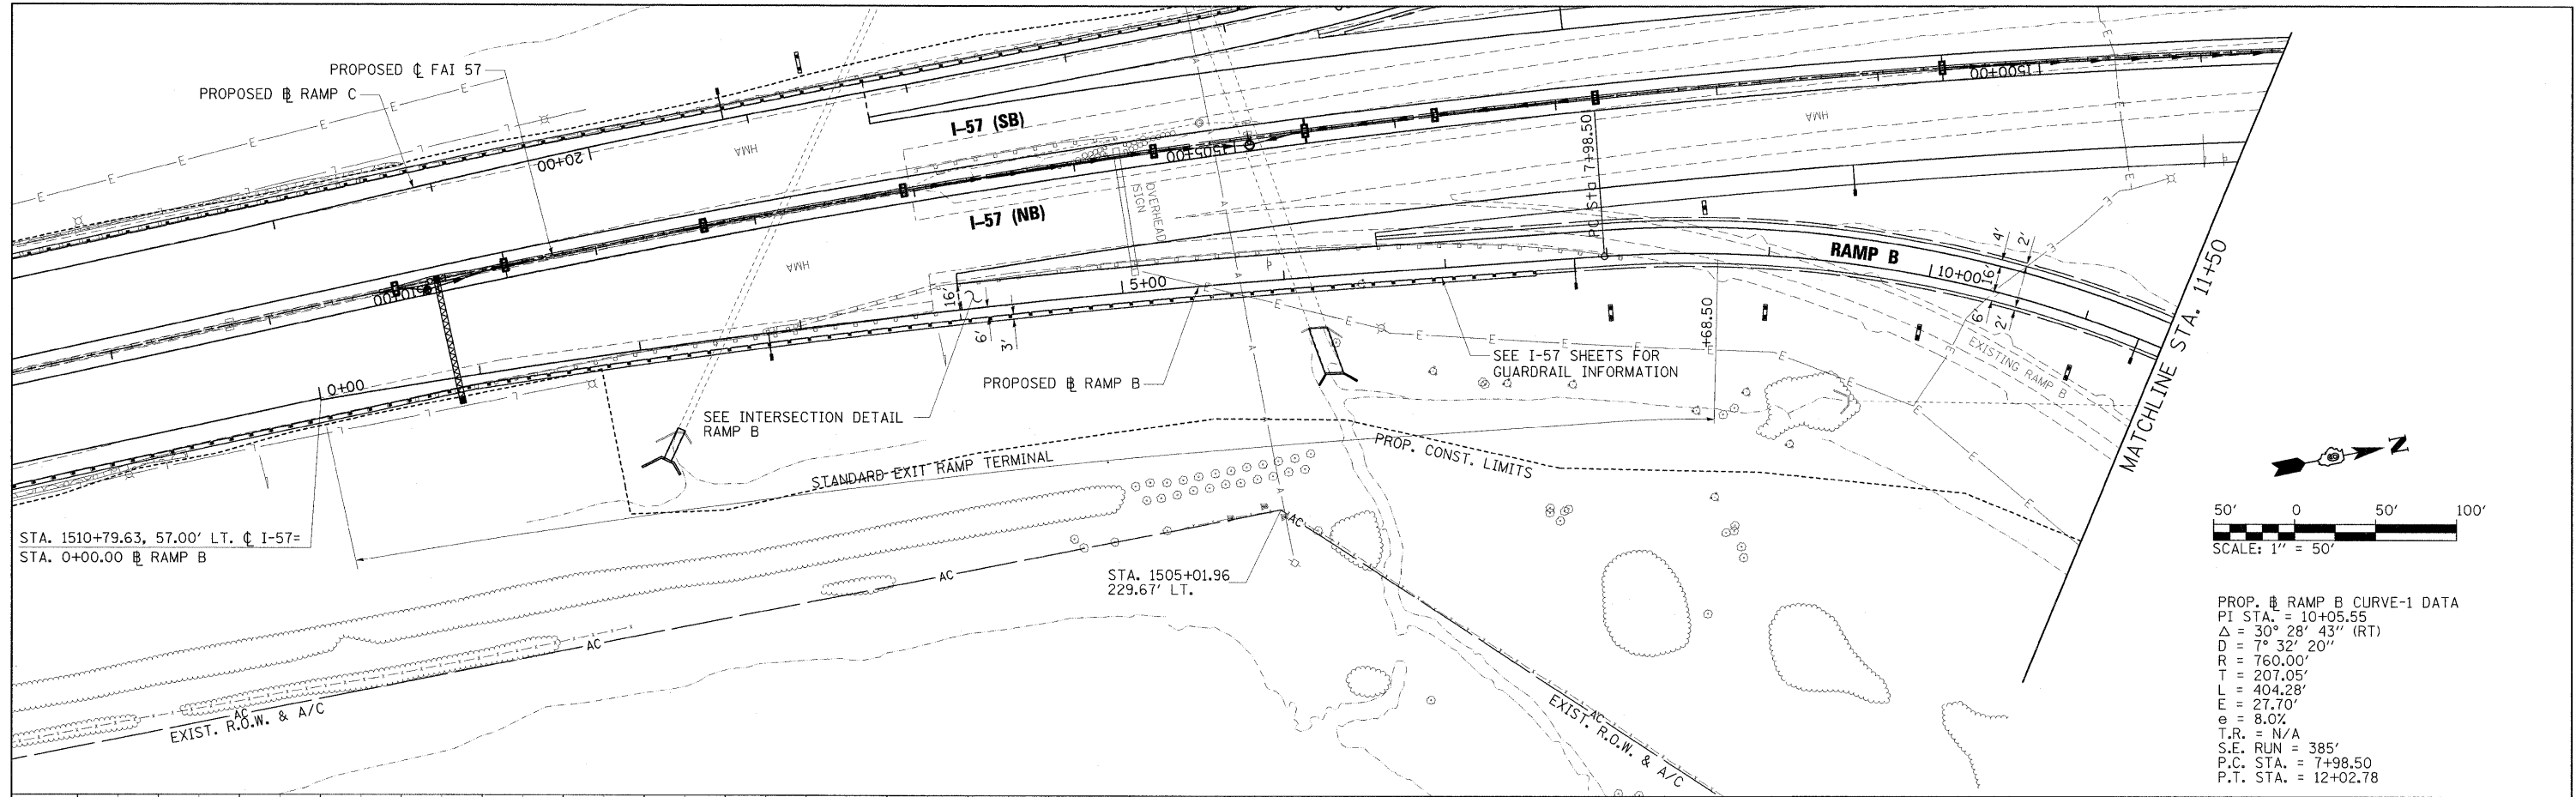 PROPOSED ℄ FAI 57
PROPOSED ␢ RAMP C
I-57 (SB)
I-57 (NB)
HMA
HMA
HMA
20+00
1510+00
1505+00
1500+00
OVERHEAD
SIGN
PC Sta 7+98.50
RAMP B
10+00
4'
2'
16'
6'
2'
5+00
16'
6'
3'
0+00
+68.50
PROPOSED ␢ RAMP B
SEE I-57 SHEETS FOR
GUARDRAIL INFORMATION
SEE INTERSECTION DETAIL
RAMP B
EXISTING RAMP B
STANDARD EXIT RAMP TERMINAL
PROP. CONST. LIMITS
MATCHLINE STA. 11+50
STA. 1510+79.63, 57.00' LT. ℄ I-57=
STA. 0+00.00 ␢ RAMP B
STA. 1505+01.96
229.67' LT.
AC
AC
AC
AC
AC
EXIST. R.O.W. & A/C
EXIST. R.O.W. & A/C
N
50' 0 50' 100'
SCALE: 1" = 50'
PROP. ␢ RAMP B CURVE-1 DATA
PI STA. = 10+05.55
Δ = 30° 28' 43" (RT)
D = 7° 32' 20"
R = 760.00'
T = 207.05'
L = 404.28'
E = 27.70'
e = 8.0%
T.R. = N/A
S.E. RUN = 385'
P.C. STA. = 7+98.50
P.T. STA. = 12+02.78